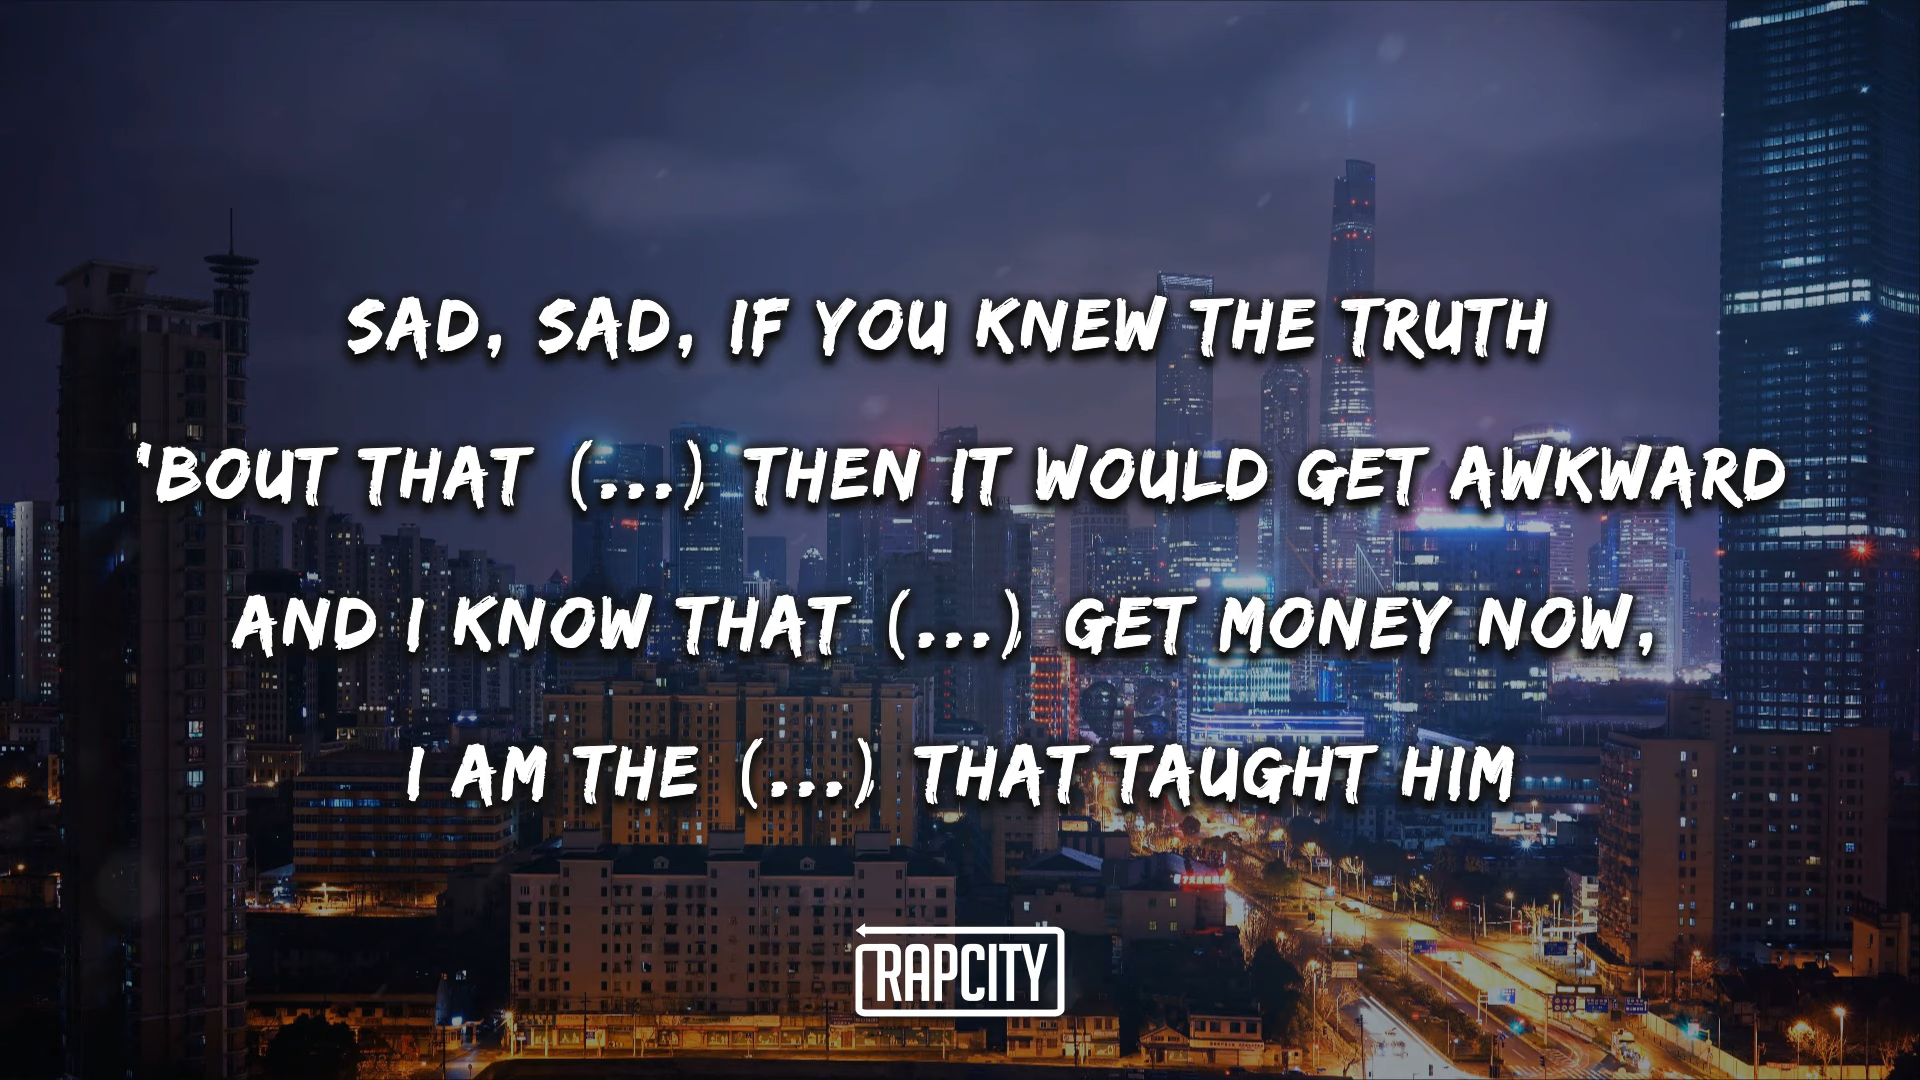 SAD, SAD, IF YOU KNEW THE TRUTH
'BOUT THAT (...) THEN IT WOULD GET AWKWARD
AND I KNOW THAT (...) GET MONEY NOW,
I AM THE (...) THAT TAUGHT HIM
RAPCITY